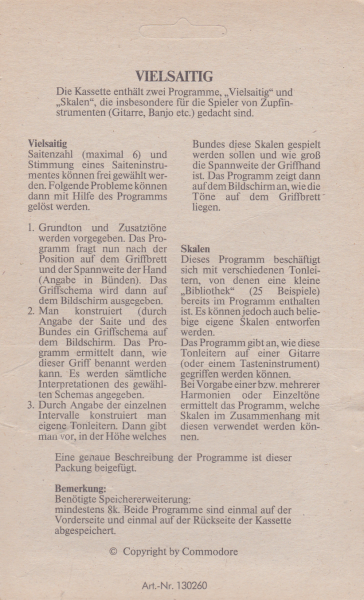 VIELSAITIG
Die Kassette enthält zwei Programme, „Vielsaitig" und
„Skalen", die insbesondere für die Spieler von Zupfin-
strumenten (Gitarre, Banjo etc.) gedacht sind.
Vielsaitig
Saitenzahl (maximal 6) und
Stimmung eines Saiteninstru-
mentes können frei gewählt wer-
den. Folgende Probleme können
dann mit Hilfe des Programms
gelöst werden.
1. Grundton und Zusatztöne
werden vorgegeben. Das Pro-
gramm fragt nun nach der
Position auf dem Griffbrett
und der Spannweite der Hand
(Angabe in Bünden). Das
Griffschema wird dann auf
dem Bildschirm ausgegeben.
2. Man konstruiert (durch
Angabe der Saite und des
Bundes ein Griffschema auf
dem Bildschirm. Das Pro-
gramm ermittelt dann, wie
dieser Griff benannt werden
kann. Es werden sämtliche
Interpretationen des gewähl-
ten Schemas angegeben.
3. Durch Angabe der einzelnen
Intervalle konstruiert man
eigene Tonleitern. Dann gibt
man vor, in der Höhe welches
Bundes diese Skalen gespielt
werden sollen und wie groß
die Spannweite der Griffhand
ist. Das Programm zeigt dann
auf dem Bildschirm an, wie die
Töne auf dem Griffbrett
liegen.
Skalen
Dieses Programm beschäftigt
sich mit verschiedenen Tonlei-
tern, von denen eine kleine
„Bibliothek" (25 Beispiele)
bereits im Programm enthalten
ist. Es können jedoch auch belie-
bige eigene Skalen entworfen
werden.
Das Programm gibt an, wie diese
Tonleitern auf einer Gitarre
(oder einem Tasteninstrument)
gegriffen werden können.
Bei Vorgabe einer bzw. mehrerer
Harmonien oder Einzeltöne
ermittelt das Programm, welche
Skalen im Zusammenhang mit
diesen verwendet werden kön-
nen.
Eine genaue Beschreibung der Programme ist dieser
Packung beigefügt.
Bemerkung:
Benötigte Speichererweiterung:
mindestens 8k. Beide Programme sind einmal auf der
Vorderseite und einmal auf der Rückseite der Kassette
abgespeichert.
© Copyright by Commodore
Art.-Nr. 130260